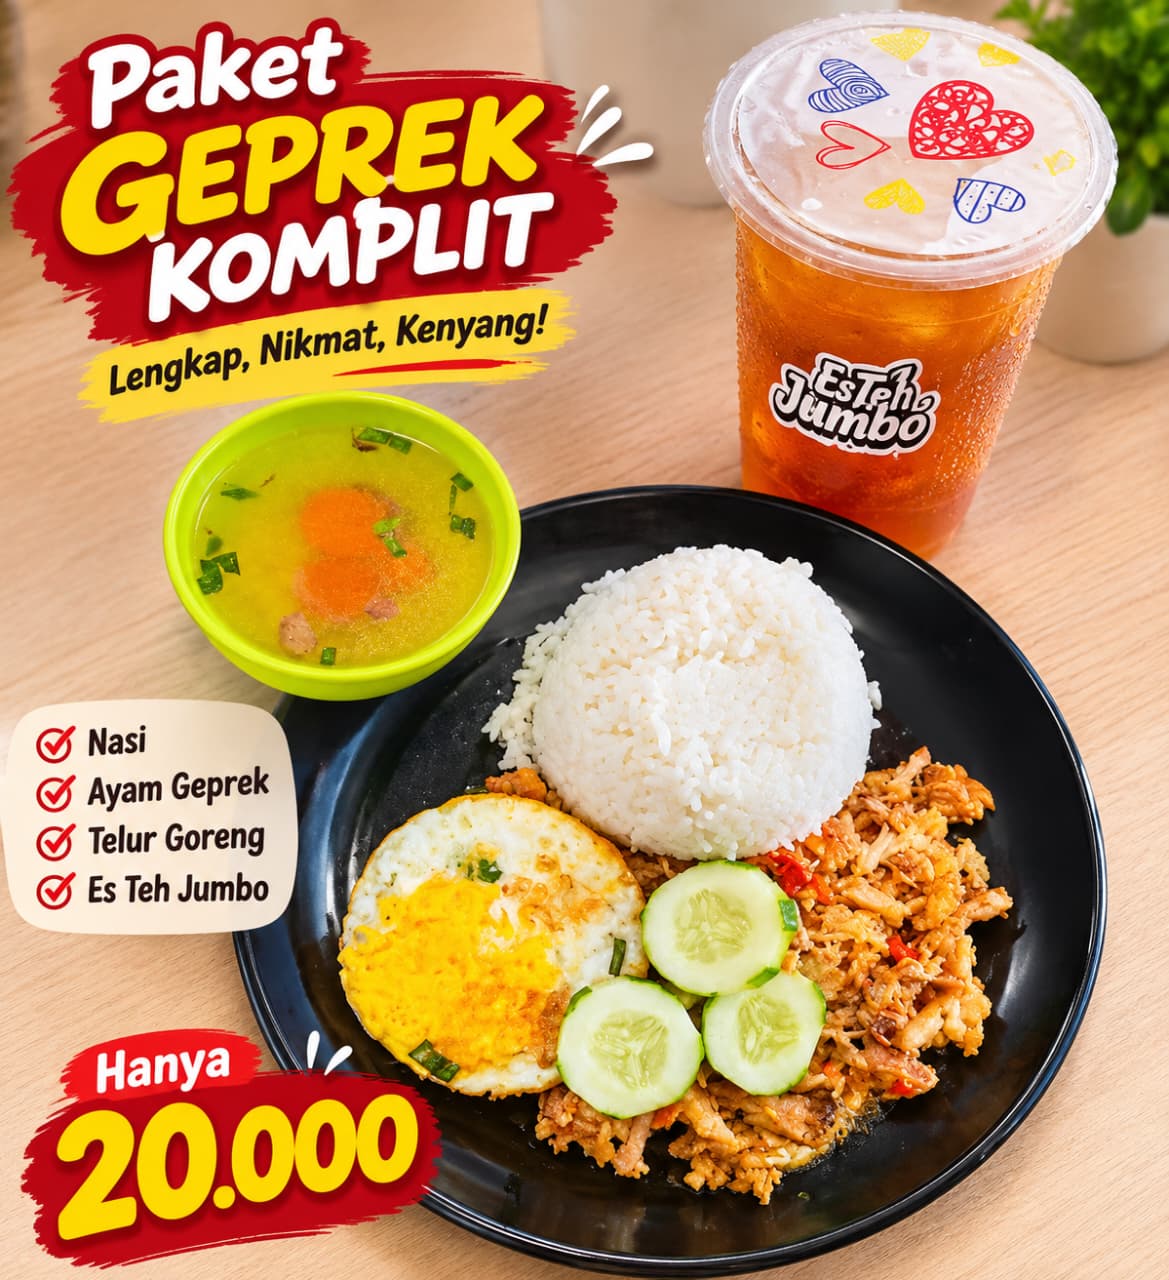 Paket
GEPREK
KOMPLIT
Lengkap, Nikmat, Kenyang!
Es Teh
Jumbo
Nasi
Ayam Geprek
Telur Goreng
Es Teh Jumbo
Hanya
20.000